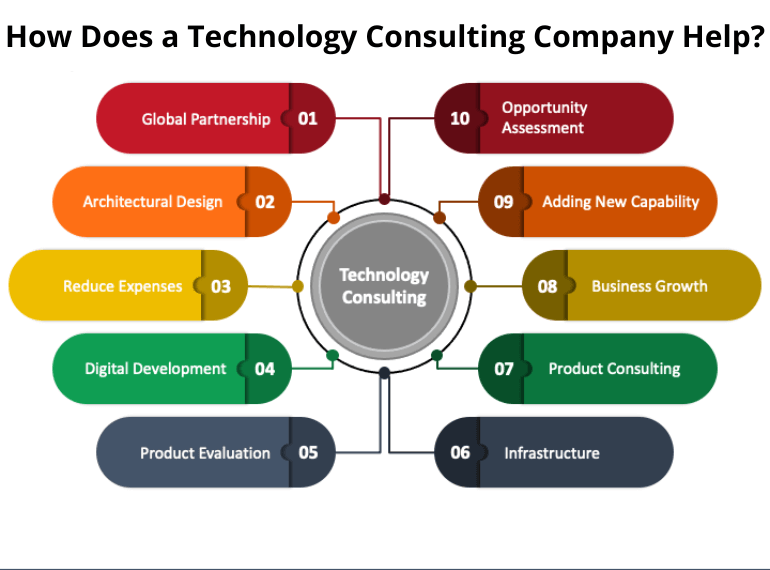 How Does a Technology Consulting Company Help?
Global Partnership 01
Architectural Design 02
Reduce Expenses 03
Digital Development 04
Product Evaluation 05
Technology
Consulting
10 Opportunity
Assessment
09 Adding New Capability
08 Business Growth
07 Product Consulting
06 Infrastructure